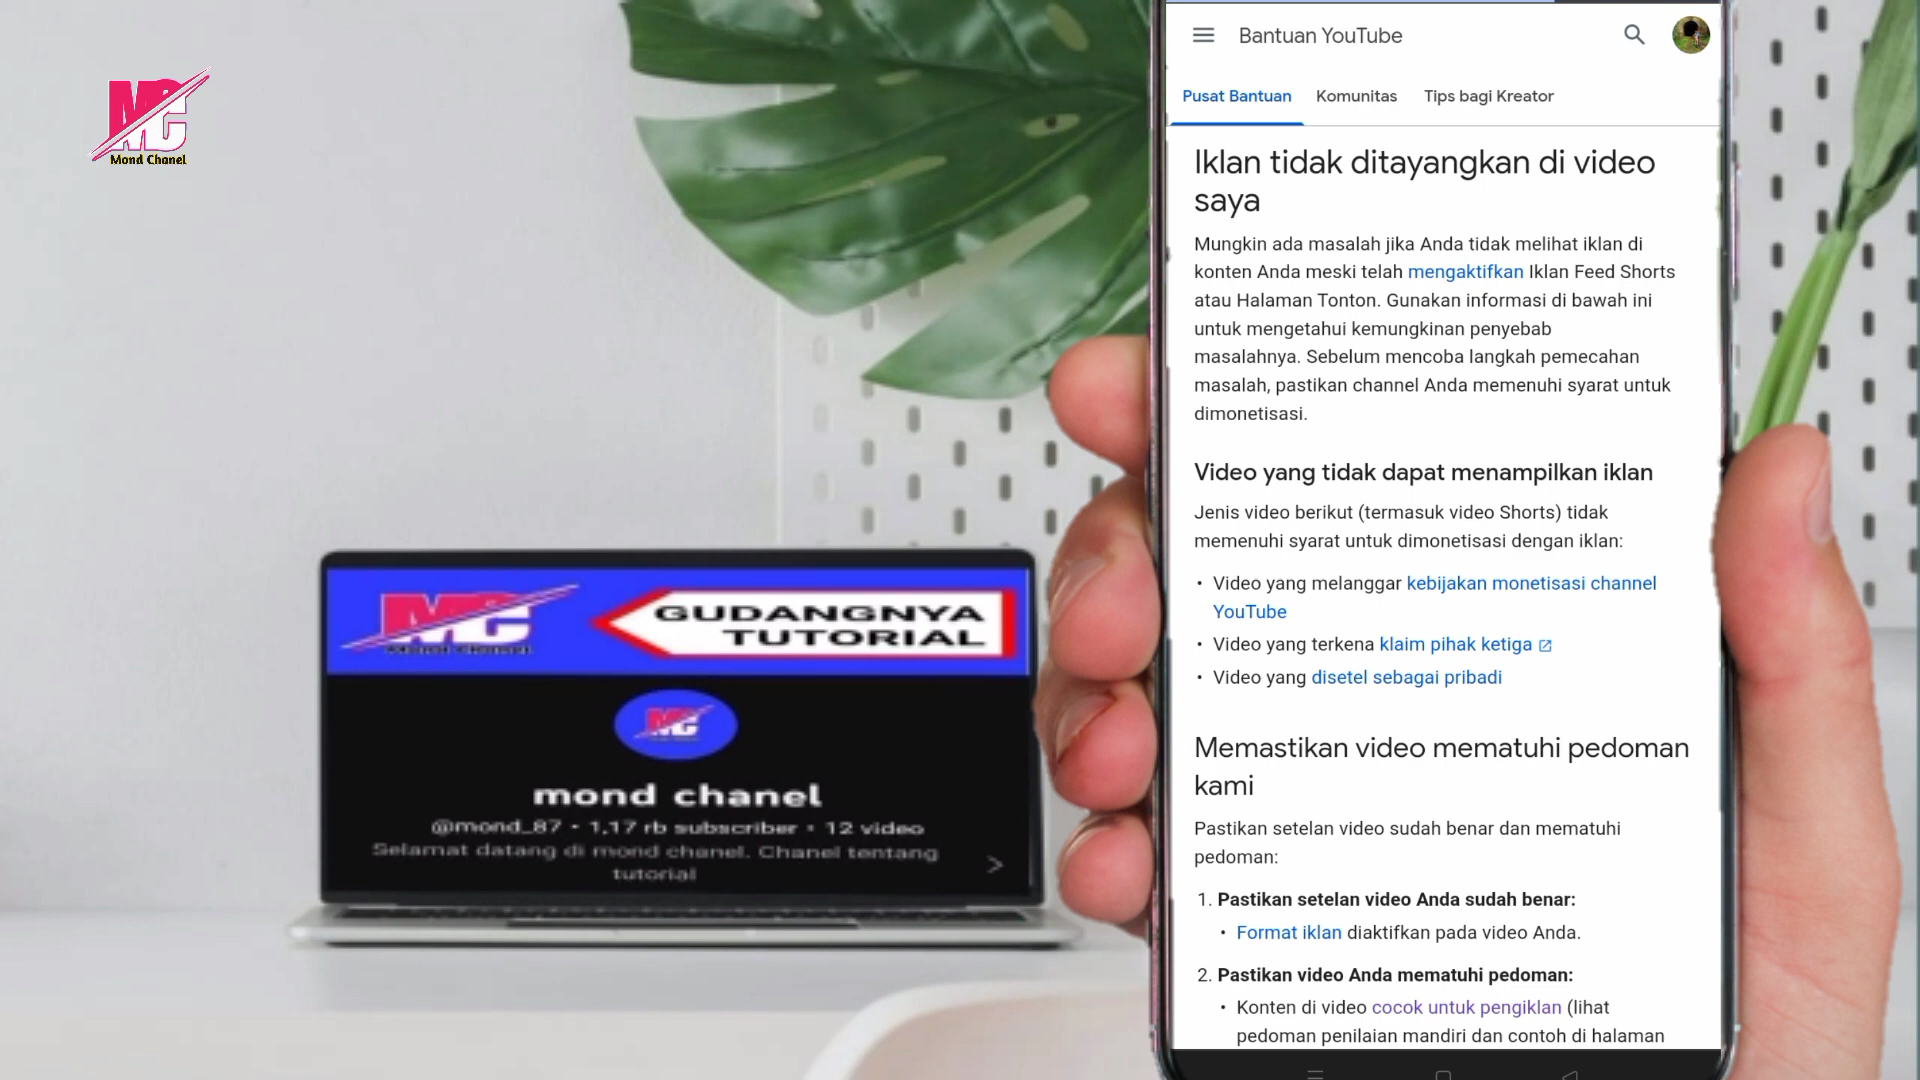 MC
Mond Chanel
GUDANGNYA
TUTORIAL
mond chanel
@mond_87 • 1,17 rb subscriber • 12 video
Selamat datang di mond chanel. Chanel tentang
tutorial
Bantuan YouTube
Pusat Bantuan Komunitas Tips bagi Kreator
Iklan tidak ditayangkan di video
saya
Mungkin ada masalah jika Anda tidak melihat iklan di
konten Anda meski telah mengaktifkan Iklan Feed Shorts
atau Halaman Tonton. Gunakan informasi di bawah ini
untuk mengetahui kemungkinan penyebab
masalahnya. Sebelum mencoba langkah pemecahan
masalah, pastikan channel Anda memenuhi syarat untuk
dimonetisasi.
Video yang tidak dapat menampilkan iklan
Jenis video berikut (termasuk video Shorts) tidak
memenuhi syarat untuk dimonetisasi dengan iklan:
• Video yang melanggar kebijakan monetisasi channel
YouTube
• Video yang terkena klaim pihak ketiga
• Video yang disetel sebagai pribadi
Memastikan video mematuhi pedoman
kami
Pastikan setelan video sudah benar dan mematuhi
pedoman:
1. Pastikan setelan video Anda sudah benar:
• Format iklan diaktifkan pada video Anda.
2. Pastikan video Anda mematuhi pedoman:
• Konten di video cocok untuk pengiklan (lihat
pedoman penilaian mandiri dan contoh di halaman